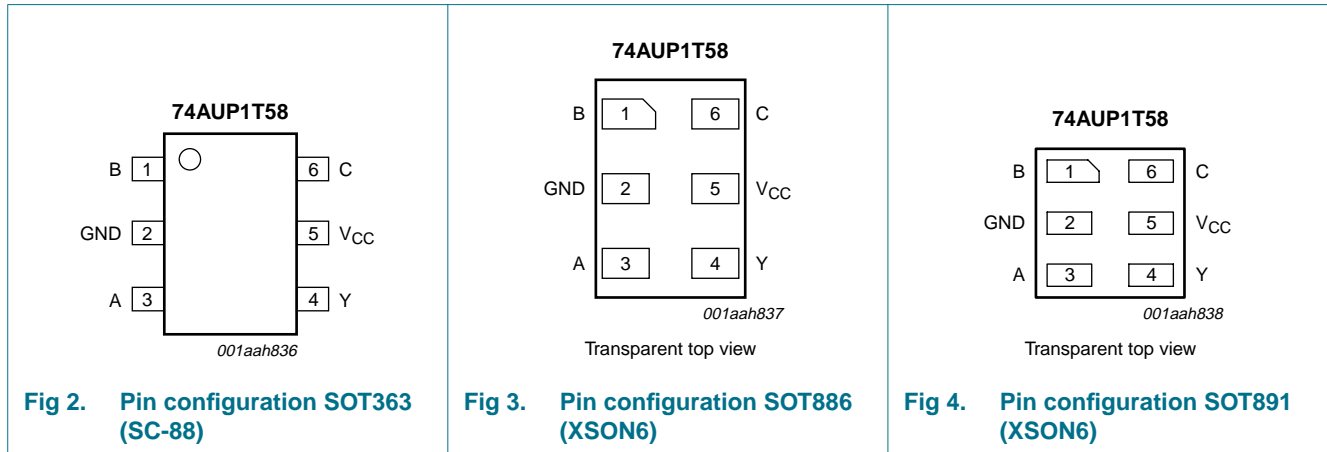 74AUP1T58
B 1 6 C
GND 2 5 VCC
A 3 4 Y
001aah836
Fig 2. Pin configuration SOT363
(SC-88)
74AUP1T58
B 1 6 C
GND 2 5 VCC
A 3 4 Y
001aah837
Transparent top view
Fig 3. Pin configuration SOT886
(XSON6)
74AUP1T58
B 1 6 C
GND 2 5 VCC
A 3 4 Y
001aah838
Transparent top view
Fig 4. Pin configuration SOT891
(XSON6)